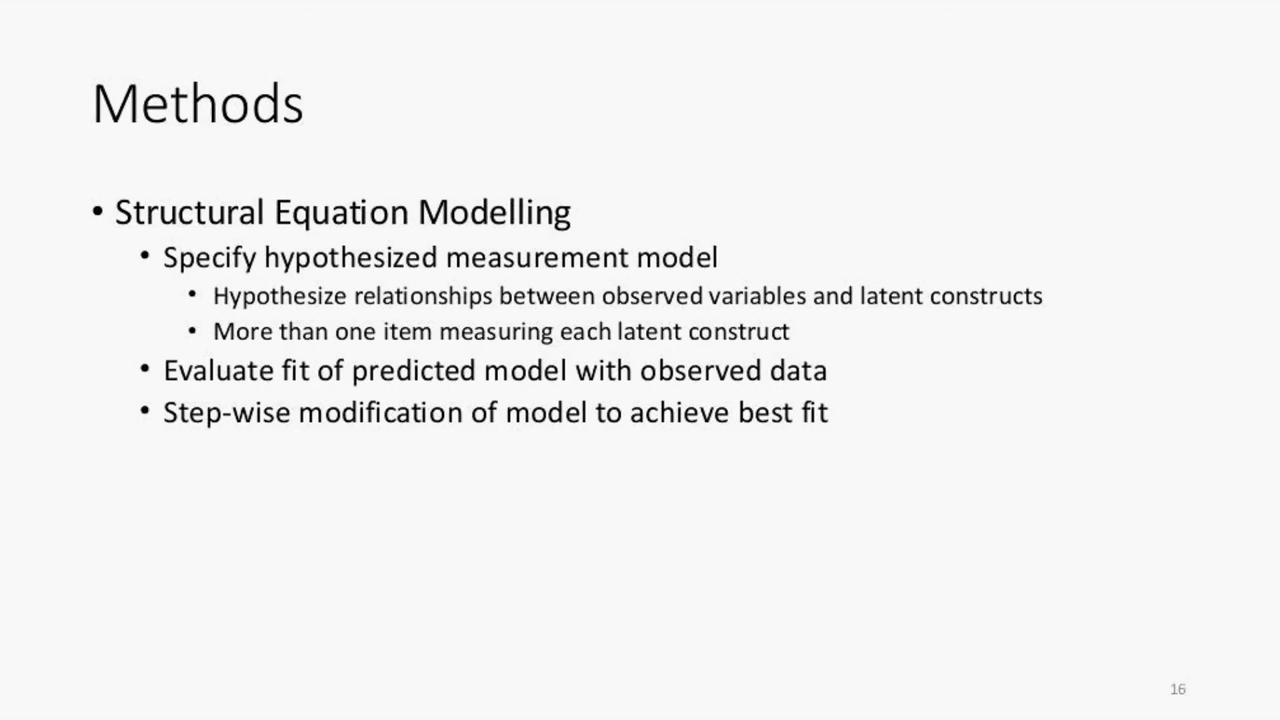 Methods
• Structural Equation Modelling
• Specify hypothesized measurement model
• Hypothesize relationships between observed variables and latent constructs
• More than one item measuring each latent construct
• Evaluate fit of predicted model with observed data
• Step-wise modification of model to achieve best fit
16